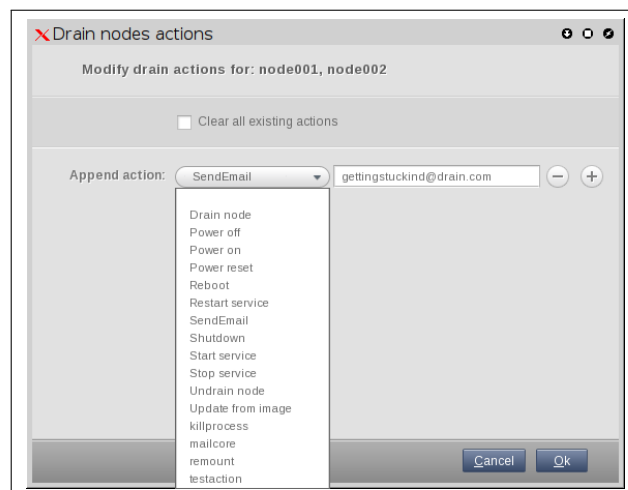 Drain nodes actions
Modify drain actions for: node001, node002
Clear all existing actions
Append action: SendEmail gettingstuckind@drain.com
Drain node
Power off
Power on
Power reset
Reboot
Restart service
SendEmail
Shutdown
Start service
Stop service
Undrain node
Update from image
killprocess
mailcore
remount
testaction
Cancel Ok